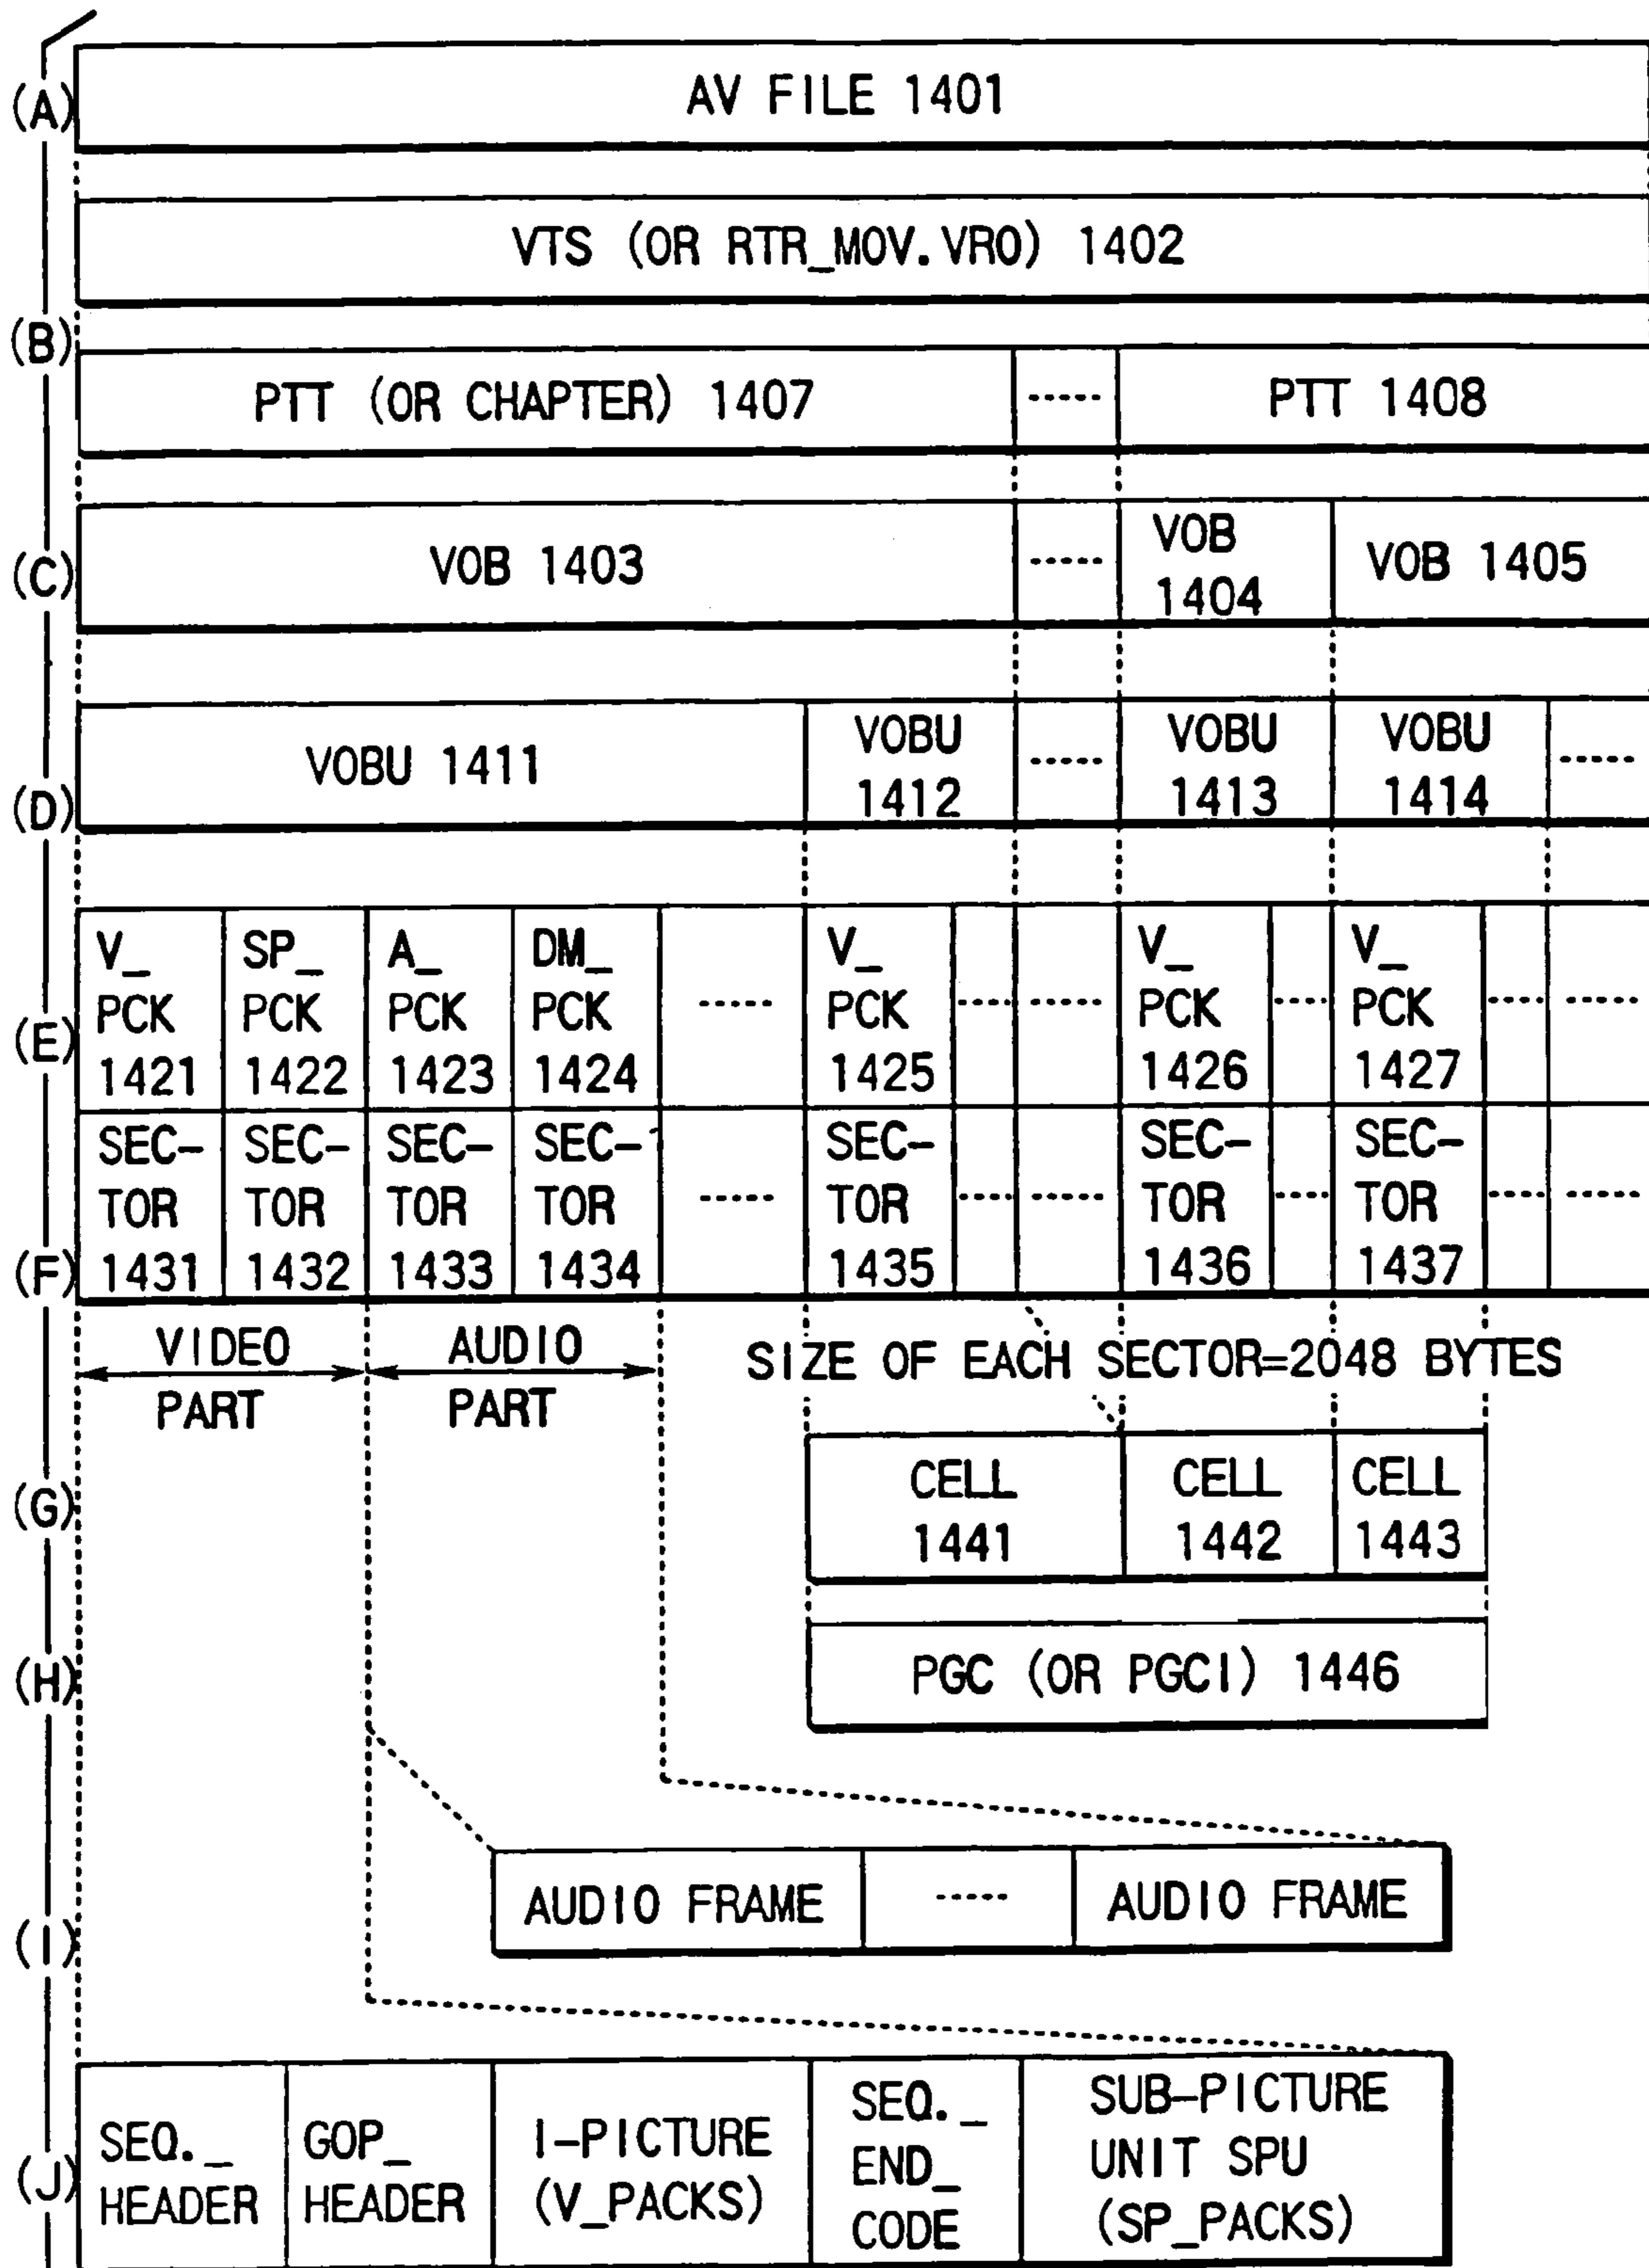 (A)
AV FILE 1401
VTS (OR RTR_MOV.VRO) 1402
(B)
PTT (OR CHAPTER) 1407
-----
PTT 1408
(C)
VOB 1403
-----
VOB
1404
VOB 1405
(D)
VOBU 1411
VOBU
1412
-----
VOBU
1413
VOBU
1414
-----
(E)
V_
PCK
1421
SP_
PCK
1422
A_
PCK
1423
DM_
PCK
1424
-----
V_
PCK
1425
----
-----
V_
PCK
1426
----
V_
PCK
1427
----
-----
(F)
SEC-
TOR
1431
SEC-
TOR
1432
SEC-
TOR
1433
SEC-
TOR
1434
-----
SEC-
TOR
1435
----
-----
SEC-
TOR
1436
----
SEC-
TOR
1437
----
-----
VIDEO
PART
AUDIO
PART
SIZE OF EACH SECTOR=2048 BYTES
(G)
CELL
1441
CELL
1442
CELL
1443
(H)
PGC (OR PGCI) 1446
(I)
AUDIO FRAME
-----
AUDIO FRAME
(J)
SEQ._
HEADER
GOP_
HEADER
I-PICTURE
(V_PACKS)
SEQ._
END_
CODE
SUB-PICTURE
UNIT SPU
(SP_PACKS)